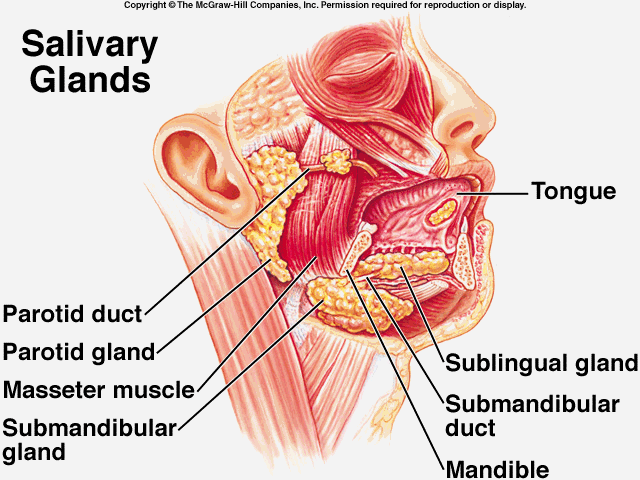 Copyright © The McGraw-Hill Companies, Inc. Permission required for reproduction or display.
Salivary
Glands
Tongue
Parotid duct
Parotid gland
Masseter muscle
Submandibular
gland
Sublingual gland
Submandibular
duct
Mandible